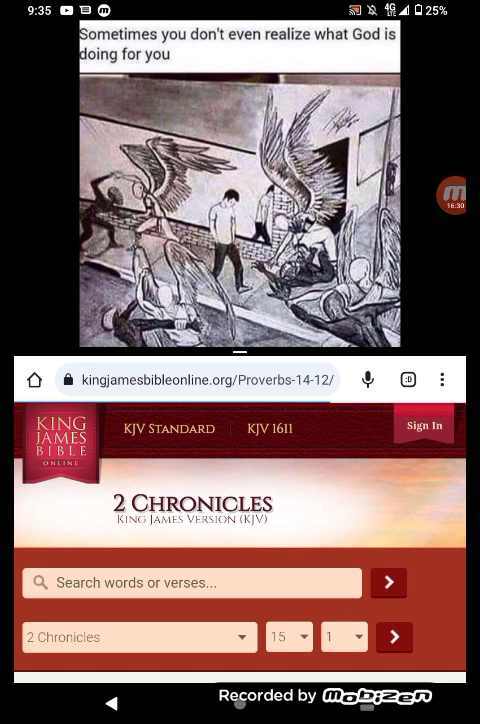 9:35
4G
LTE
25%
Sometimes you don't even realize what God is
doing for you
16:30
kingjamesbibleonline.org/Proverbs-14-12/
:D
KING
JAMES
BIBLE
ONLINE
KJV STANDARD
KJV 1611
Sign In
2 CHRONICLES
KING JAMES VERSION (KJV)
Search words or verses...
2 Chronicles
15
1
Recorded by Mobizen